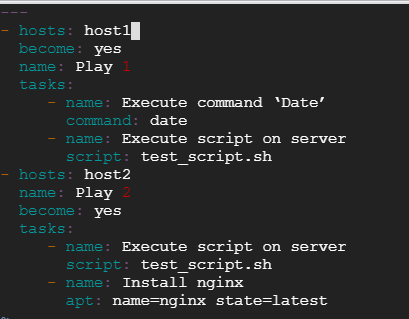 ---
- hosts: host1
  become: yes
  name: Play 1
  tasks:
     - name: Execute command ‘Date’
       command: date
     - name: Execute script on server
       script: test_script.sh
- hosts: host2
  name: Play 2
  become: yes
  tasks:
     - name: Execute script on server
       script: test_script.sh
     - name: Install nginx
       apt: name=nginx state=latest